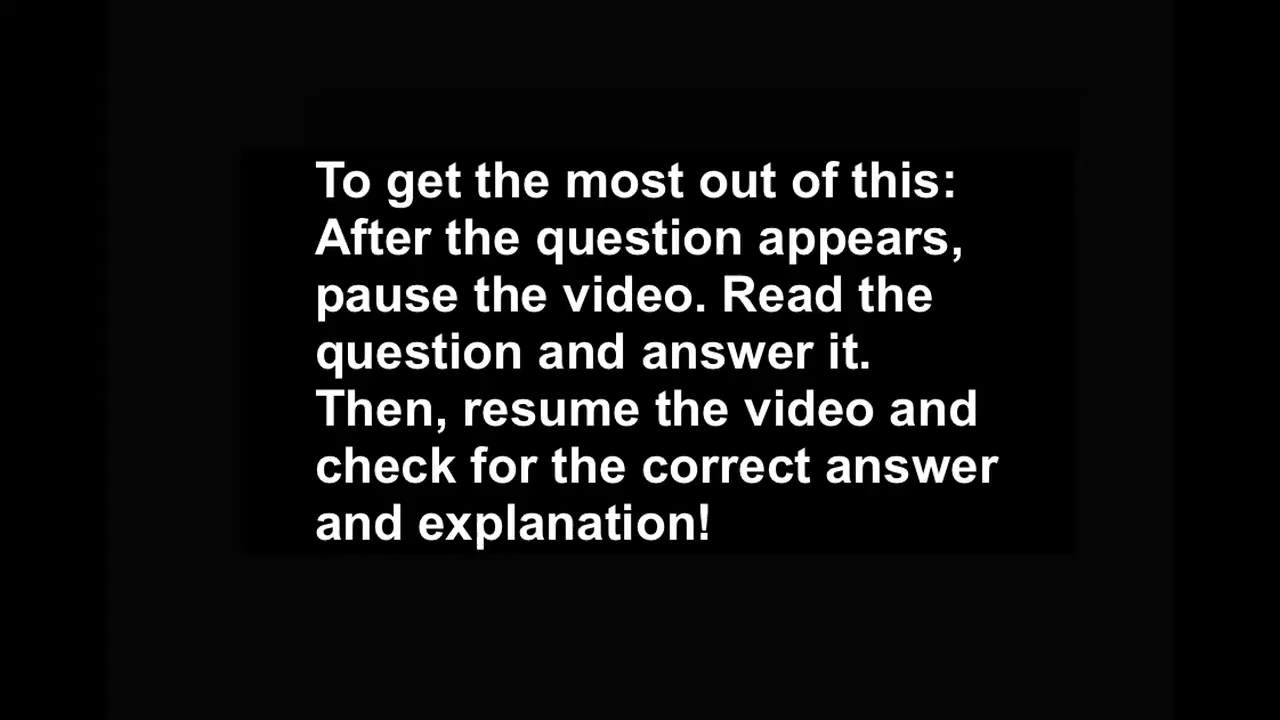 To get the most out of this:
After the question appears,
pause the video. Read the
question and answer it.
Then, resume the video and
check for the correct answer
and explanation!